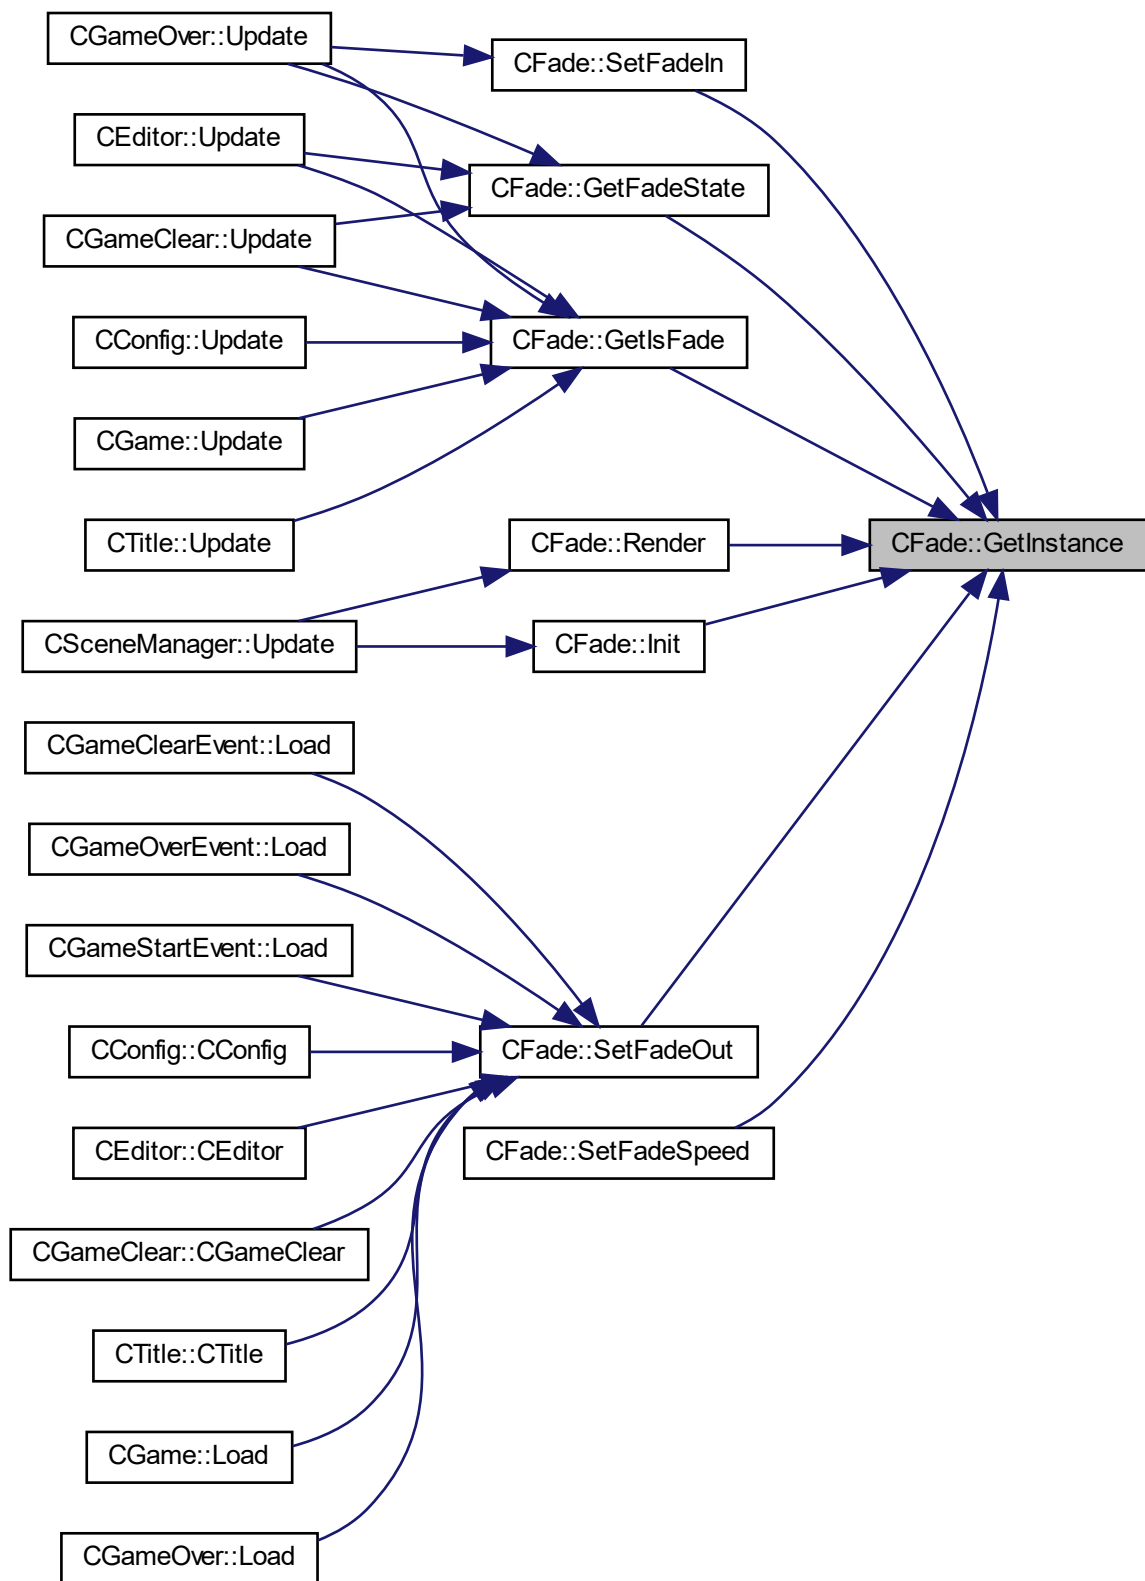 CGameOver::Update
CFade::SetFadeIn
CEditor::Update
CFade::GetFadeState
CGameClear::Update
CConfig::Update
CFade::GetIsFade
CGame::Update
CTitle::Update
CFade::Render
CFade::GetInstance
CSceneManager::Update
CFade::Init
CGameClearEvent::Load
CGameOverEvent::Load
CGameStartEvent::Load
CConfig::CConfig
CFade::SetFadeOut
CEditor::CEditor
CFade::SetFadeSpeed
CGameClear::CGameClear
CTitle::CTitle
CGame::Load
CGameOver::Load